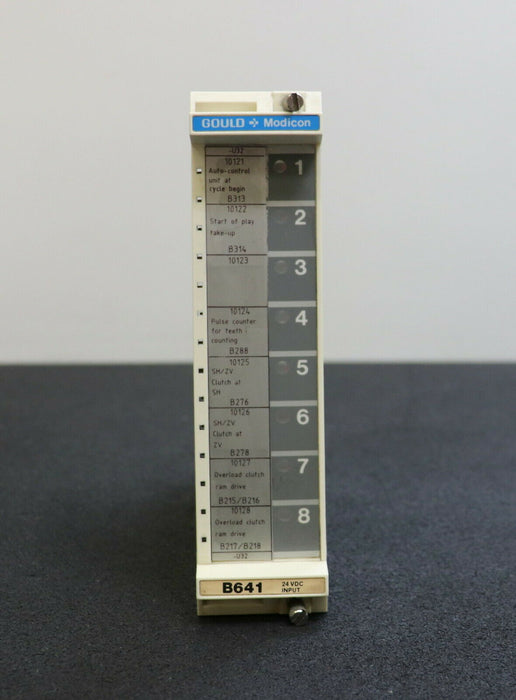 GOULD Modicon
-U32
10121
Auto-control
unit at
cycle begin
B313
1
10122
Start of play
take-up
B314
2
10123
3
10124
Pulse counter
for teeth -
counting
B288
4
10125
SH/ZV
Clutch at
SH
B276
5
10126
SH/ZV
Clutch at
ZV
B278
6
10127
Overload clutch
ram drive
B215/B216
7
10128
Overload clutch
ram drive
B217/B218
8
-U32
B641 24 VDC
INPUT